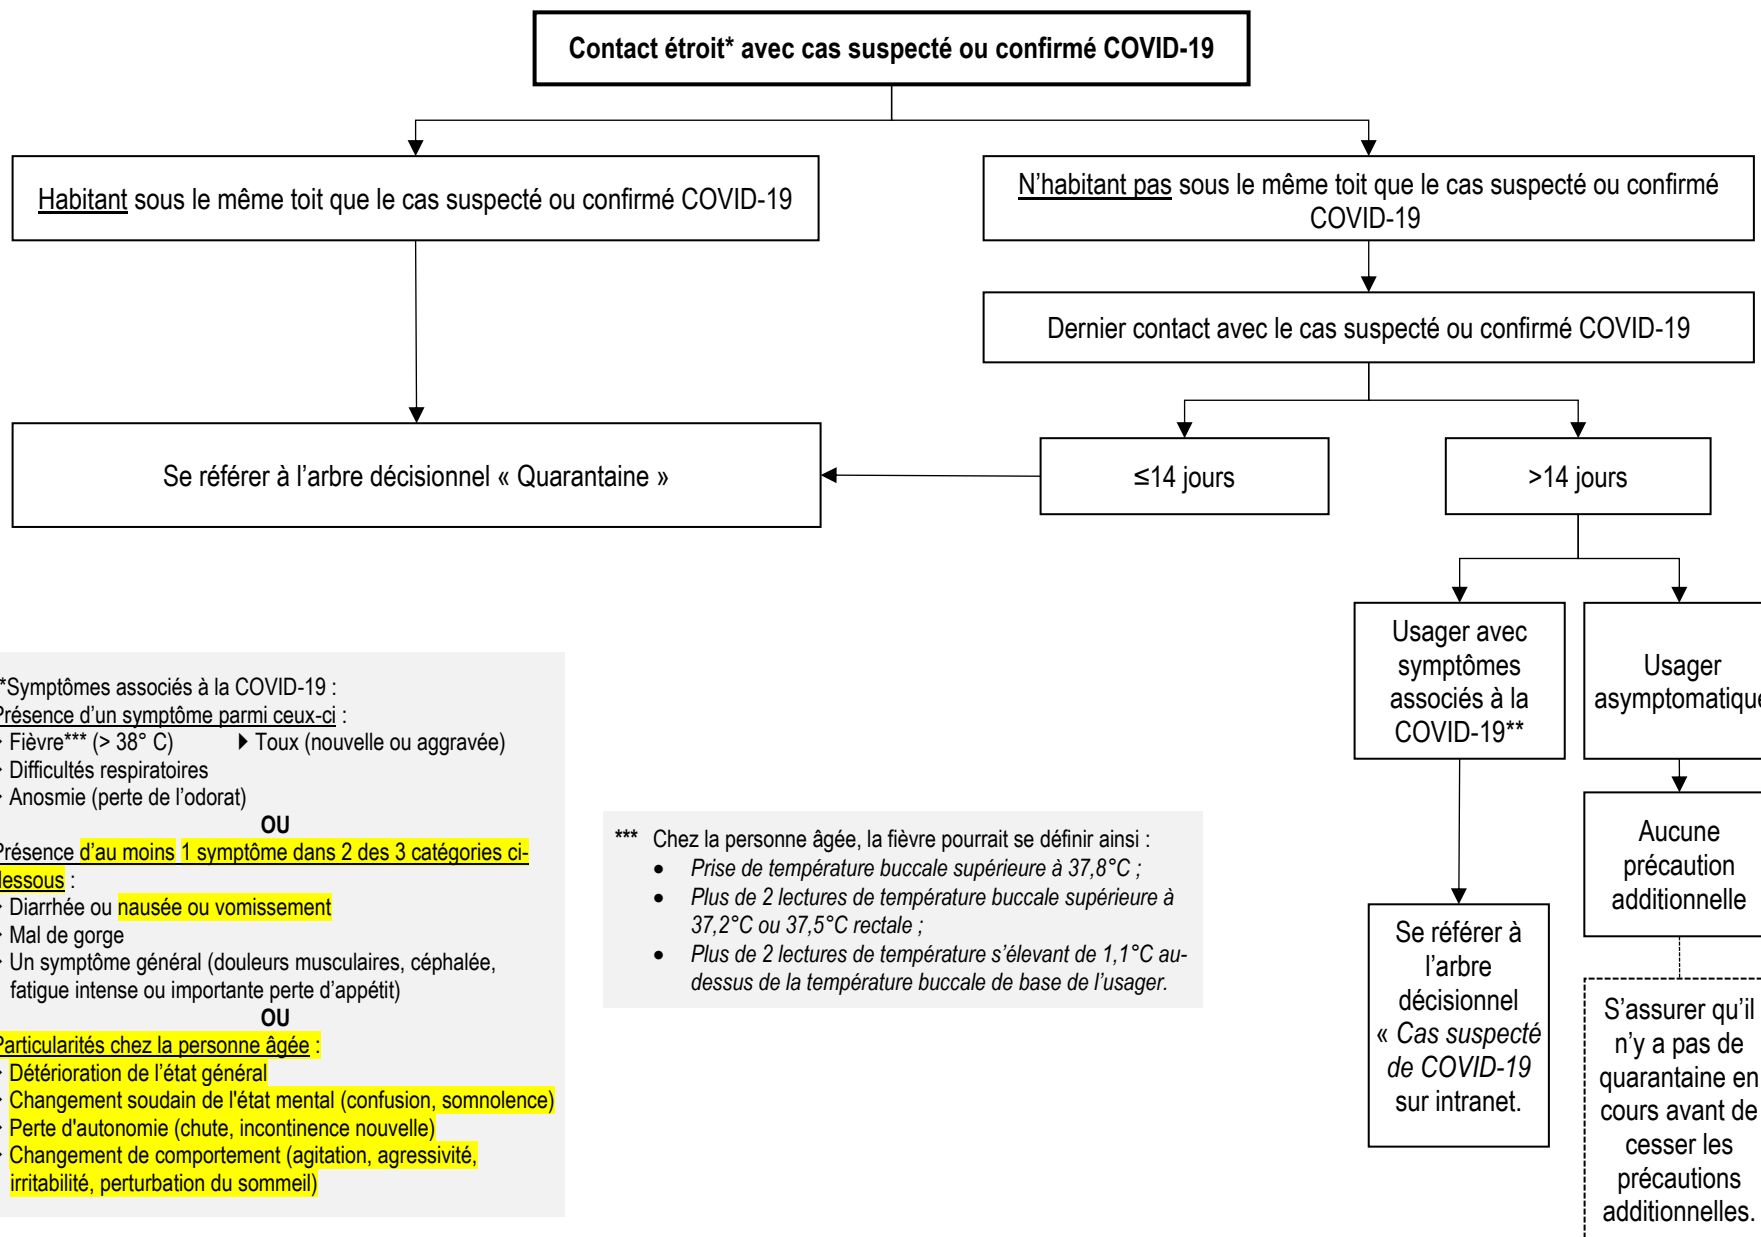 Contact étroit* avec cas suspecté ou confirmé COVID-19
Habitant sous le même toit que le cas suspecté ou confirmé COVID-19
N'habitant pas sous le même toit que le cas suspecté ou confirmé
COVID-19
Dernier contact avec le cas suspecté ou confirmé COVID-19
Se référer à l'arbre décisionnel « Quarantaine »
≤14 jours
>14 jours
Usager avec
symptômes
associés à la
COVID-19**
Usager
asymptomatique
Se référer à
l'arbre
décisionnel
« Cas suspecté
de COVID-19
sur intranet.
Aucune
précaution
additionnelle
S'assurer qu'il
n'y a pas de
quarantaine en
cours avant de
cesser les
précautions
additionnelles.
*Symptômes associés à la COVID-19 :
Présence d'un symptôme parmi ceux-ci :
Fièvre*** (> 38° C) Toux (nouvelle ou aggravée)
Difficultés respiratoires
Anosmie (perte de l'odorat)
OU
Présence d'au moins 1 symptôme dans 2 des 3 catégories ci-
dessous :
Diarrhée ou nausée ou vomissement
Mal de gorge
Un symptôme général (douleurs musculaires, céphalée,
fatigue intense ou importante perte d'appétit)
OU
Particularités chez la personne âgée :
Détérioration de l'état général
Changement soudain de l'état mental (confusion, somnolence)
Perte d'autonomie (chute, incontinence nouvelle)
Changement de comportement (agitation, agressivité,
irritabilité, perturbation du sommeil)
*** Chez la personne âgée, la fièvre pourrait se définir ainsi :
• Prise de température buccale supérieure à 37,8°C ;
• Plus de 2 lectures de température buccale supérieure à
37,2°C ou 37,5°C rectale ;
• Plus de 2 lectures de température s'élevant de 1,1°C au-
dessus de la température buccale de base de l'usager.